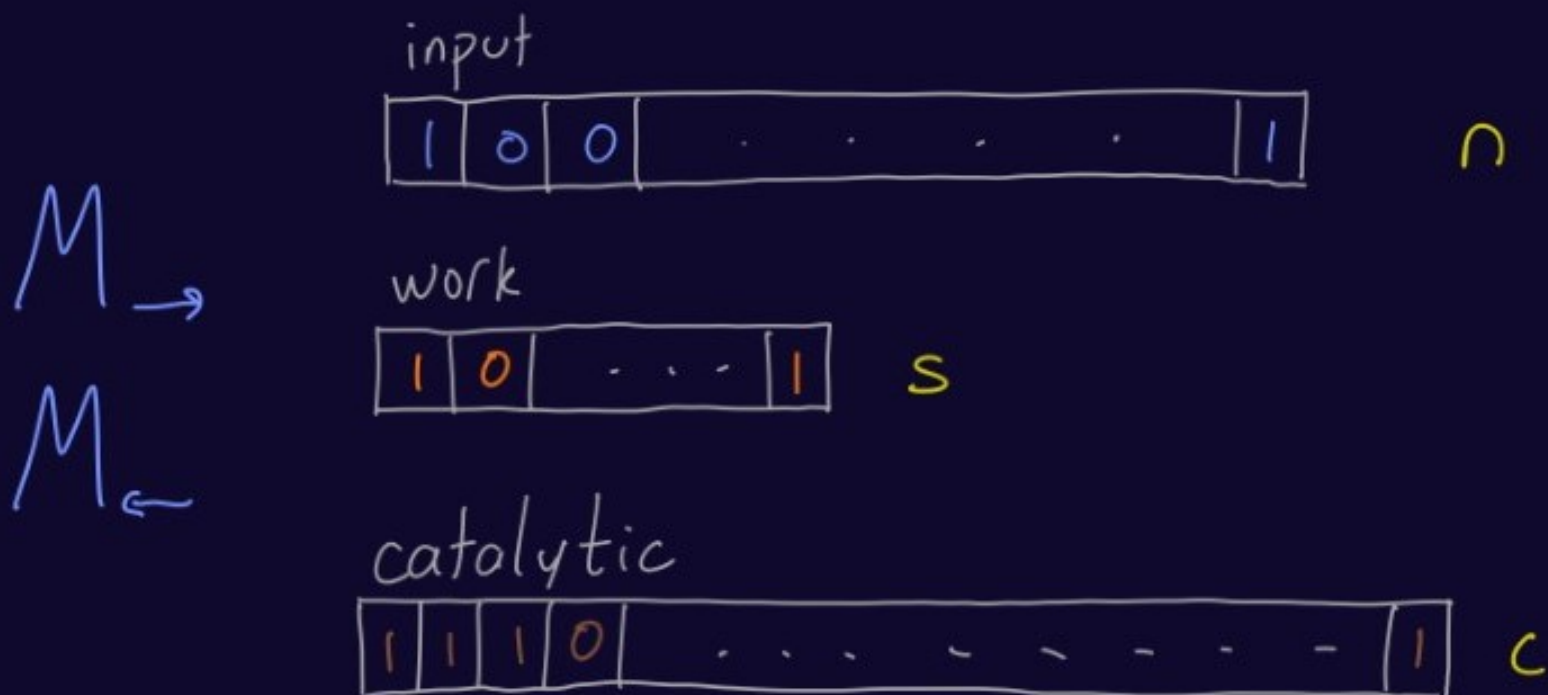 input
1 0 0 . . . . 1 n
M →
work
1 0 . . - 1 s
M ←
catalytic
1 1 1 0 . . . - - - - - 1 c